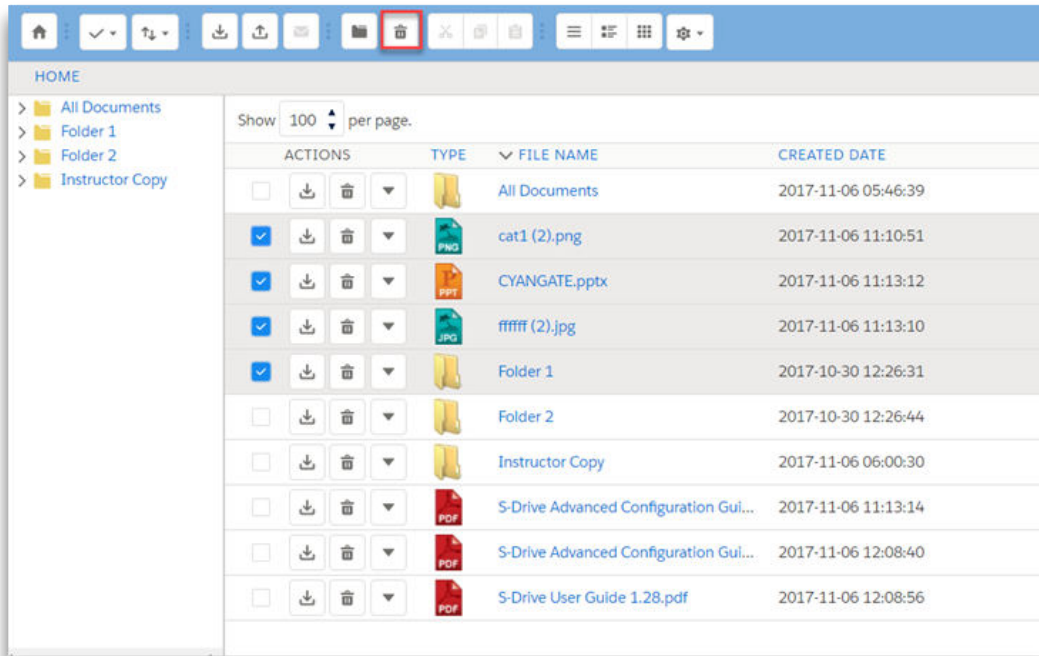 HOME
All Documents
Folder 1
Folder 2
Instructor Copy
Show 100 per page.
ACTIONS TYPE FILE NAME CREATED DATE
All Documents 2017-11-06 05:46:39
PNG cat1 (2).png 2017-11-06 11:10:51
P PPT CYANGATE.pptx 2017-11-06 11:13:12
JPG ffffff (2).jpg 2017-11-06 11:13:10
Folder 1 2017-10-30 12:26:31
Folder 2 2017-10-30 12:26:44
Instructor Copy 2017-11-06 06:00:30
PDF S-Drive Advanced Configuration Gui... 2017-11-06 11:13:14
PDF S-Drive Advanced Configuration Gui... 2017-11-06 12:08:40
PDF S-Drive User Guide 1.28.pdf 2017-11-06 12:08:56